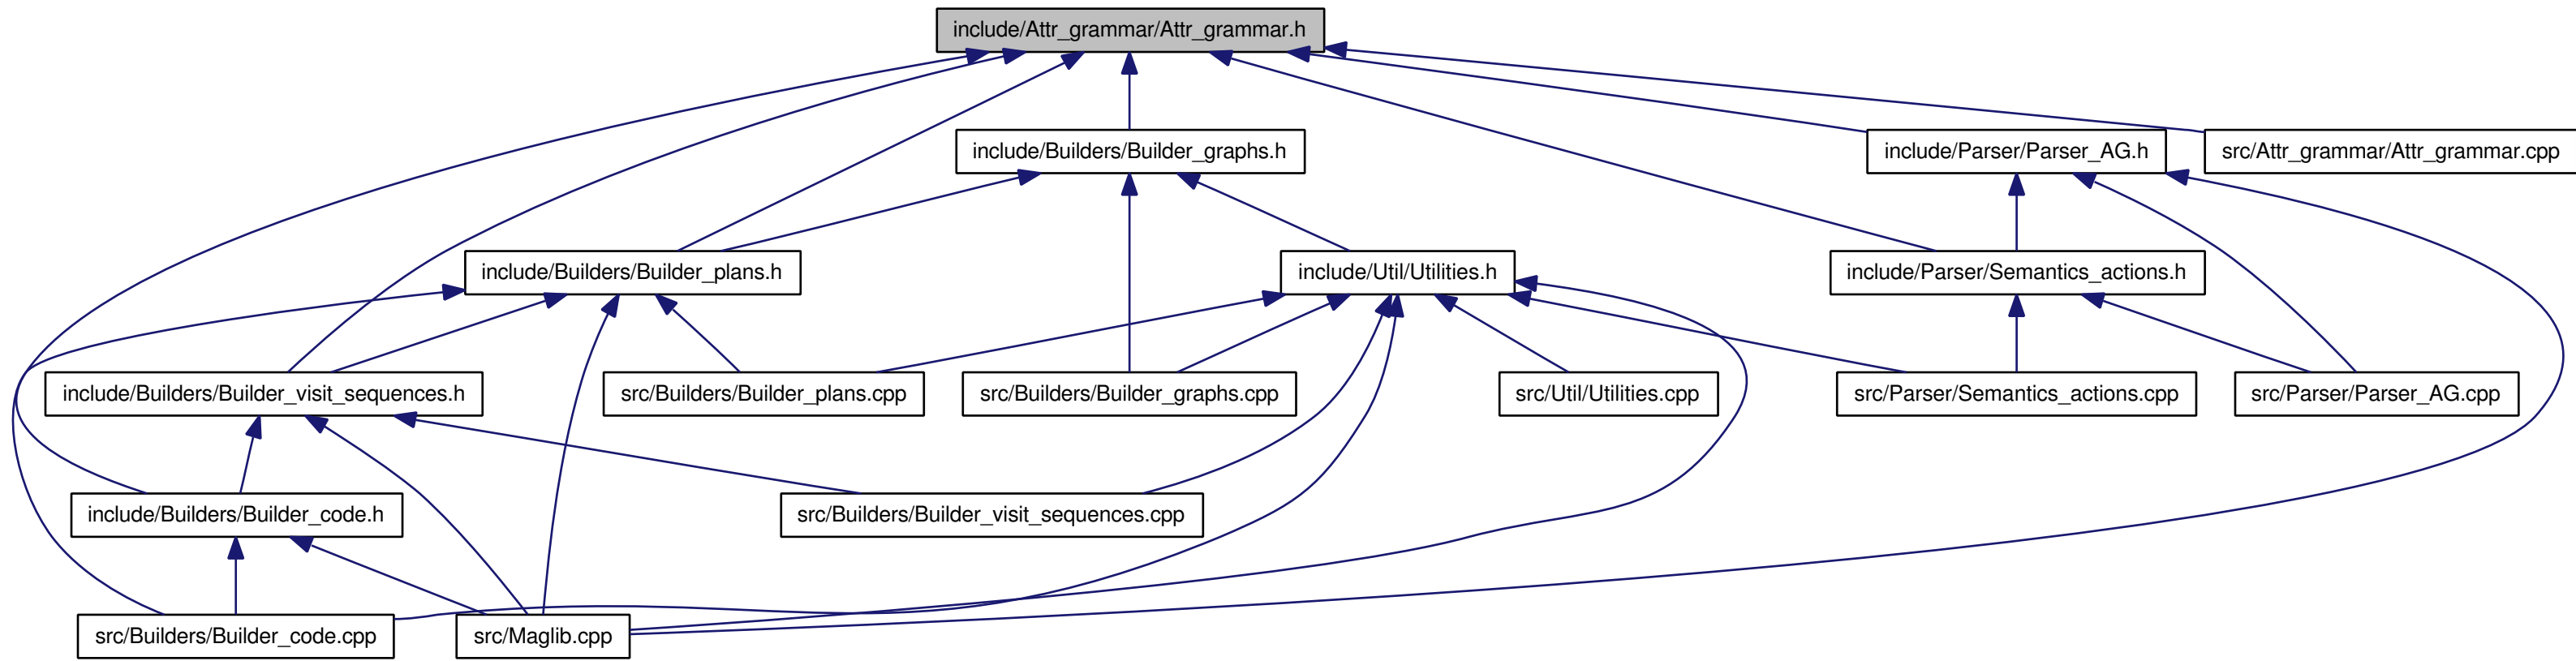 include/Attr_grammar/Attr_grammar.h
include/Builders/Builder_graphs.h
include/Parser/Parser_AG.h
src/Attr_grammar/Attr_grammar.cpp
include/Builders/Builder_plans.h
include/Util/Utilities.h
include/Parser/Semantics_actions.h
include/Builders/Builder_visit_sequences.h
src/Builders/Builder_plans.cpp
src/Builders/Builder_graphs.cpp
src/Util/Utilities.cpp
src/Parser/Semantics_actions.cpp
src/Parser/Parser_AG.cpp
include/Builders/Builder_code.h
src/Builders/Builder_visit_sequences.cpp
src/Builders/Builder_code.cpp
src/Maglib.cpp